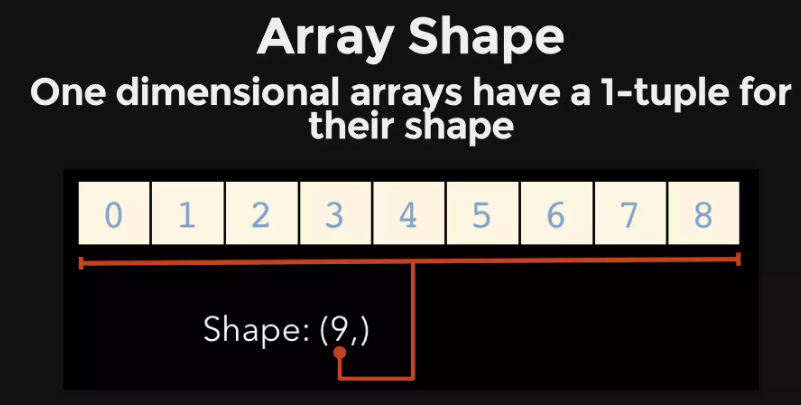 Array Shape
One dimensional arrays have a 1-tuple for
their shape
0 1 2 3 4 5 6 7 8
Shape: (9,)